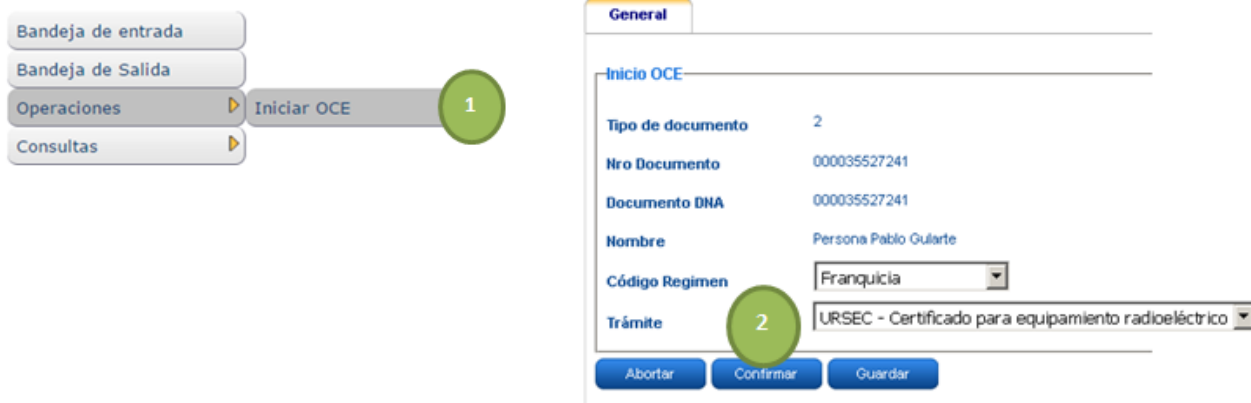 Bandeja de entrada
Bandeja de Salida
Operaciones
Iniciar OCE
1
Consultas
General
Inicio OCE
Tipo de documento 2
Nro Documento 000035527241
Documento DNA 000035527241
Nombre Persona Pablo Gularte
Código Regimen Franquicia
Trámite URSEC - Certificado para equipamiento radioeléctrico
2
Abortar Confirmar Guardar